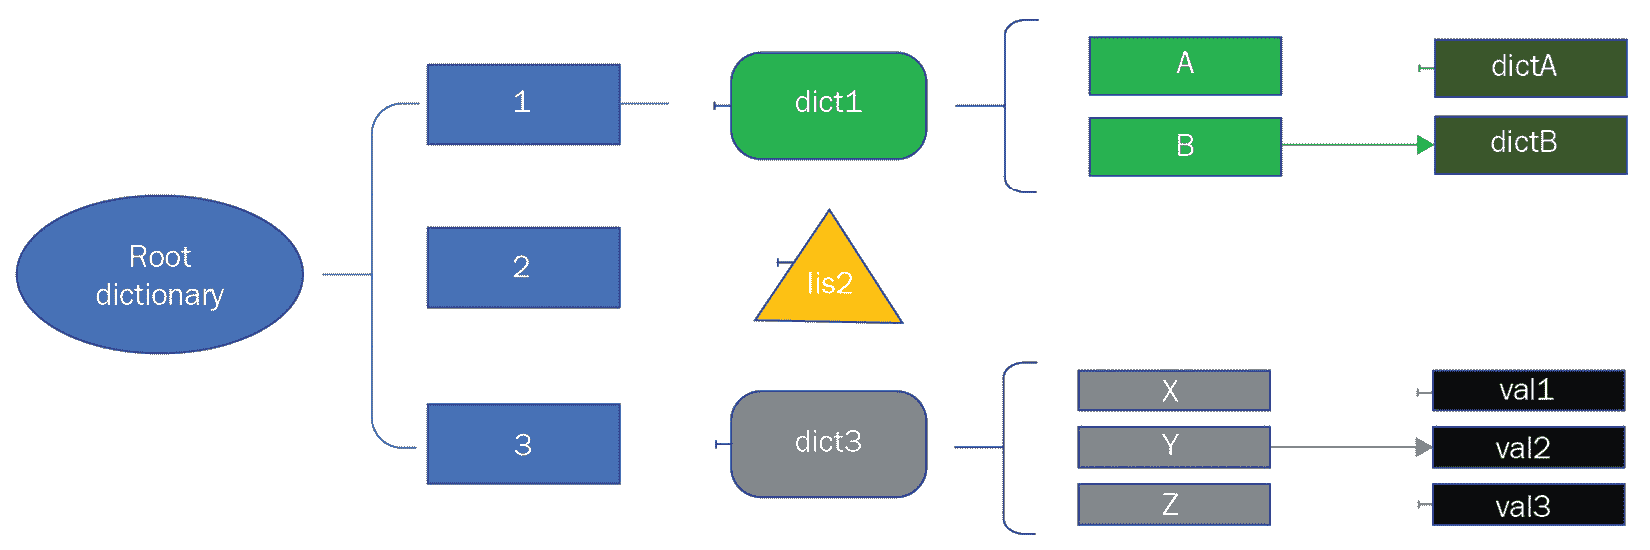 Root
dictionary
1
2
3
dict1
lis2
dict3
A
B
dictA
dictB
X
Y
Z
val1
val2
val3